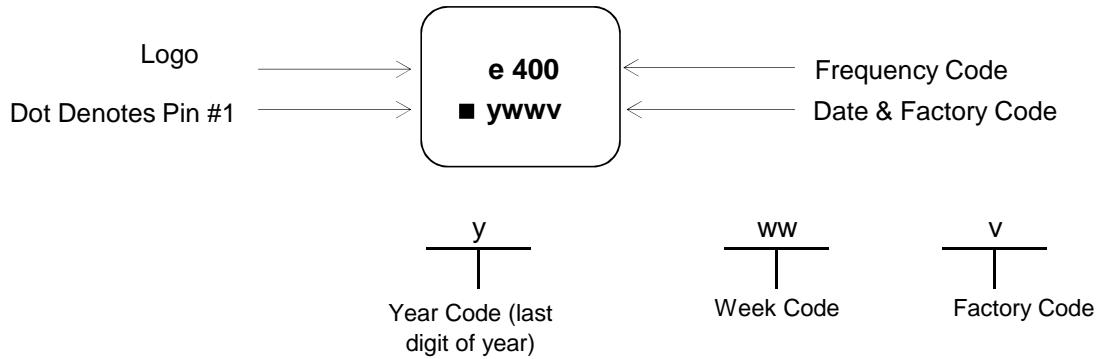 Logo
e 400
Frequency Code
Dot Denotes Pin #1
■ ywwv
Date & Factory Code
y
ww
v
Year Code (last
digit of year)
Week Code
Factory Code